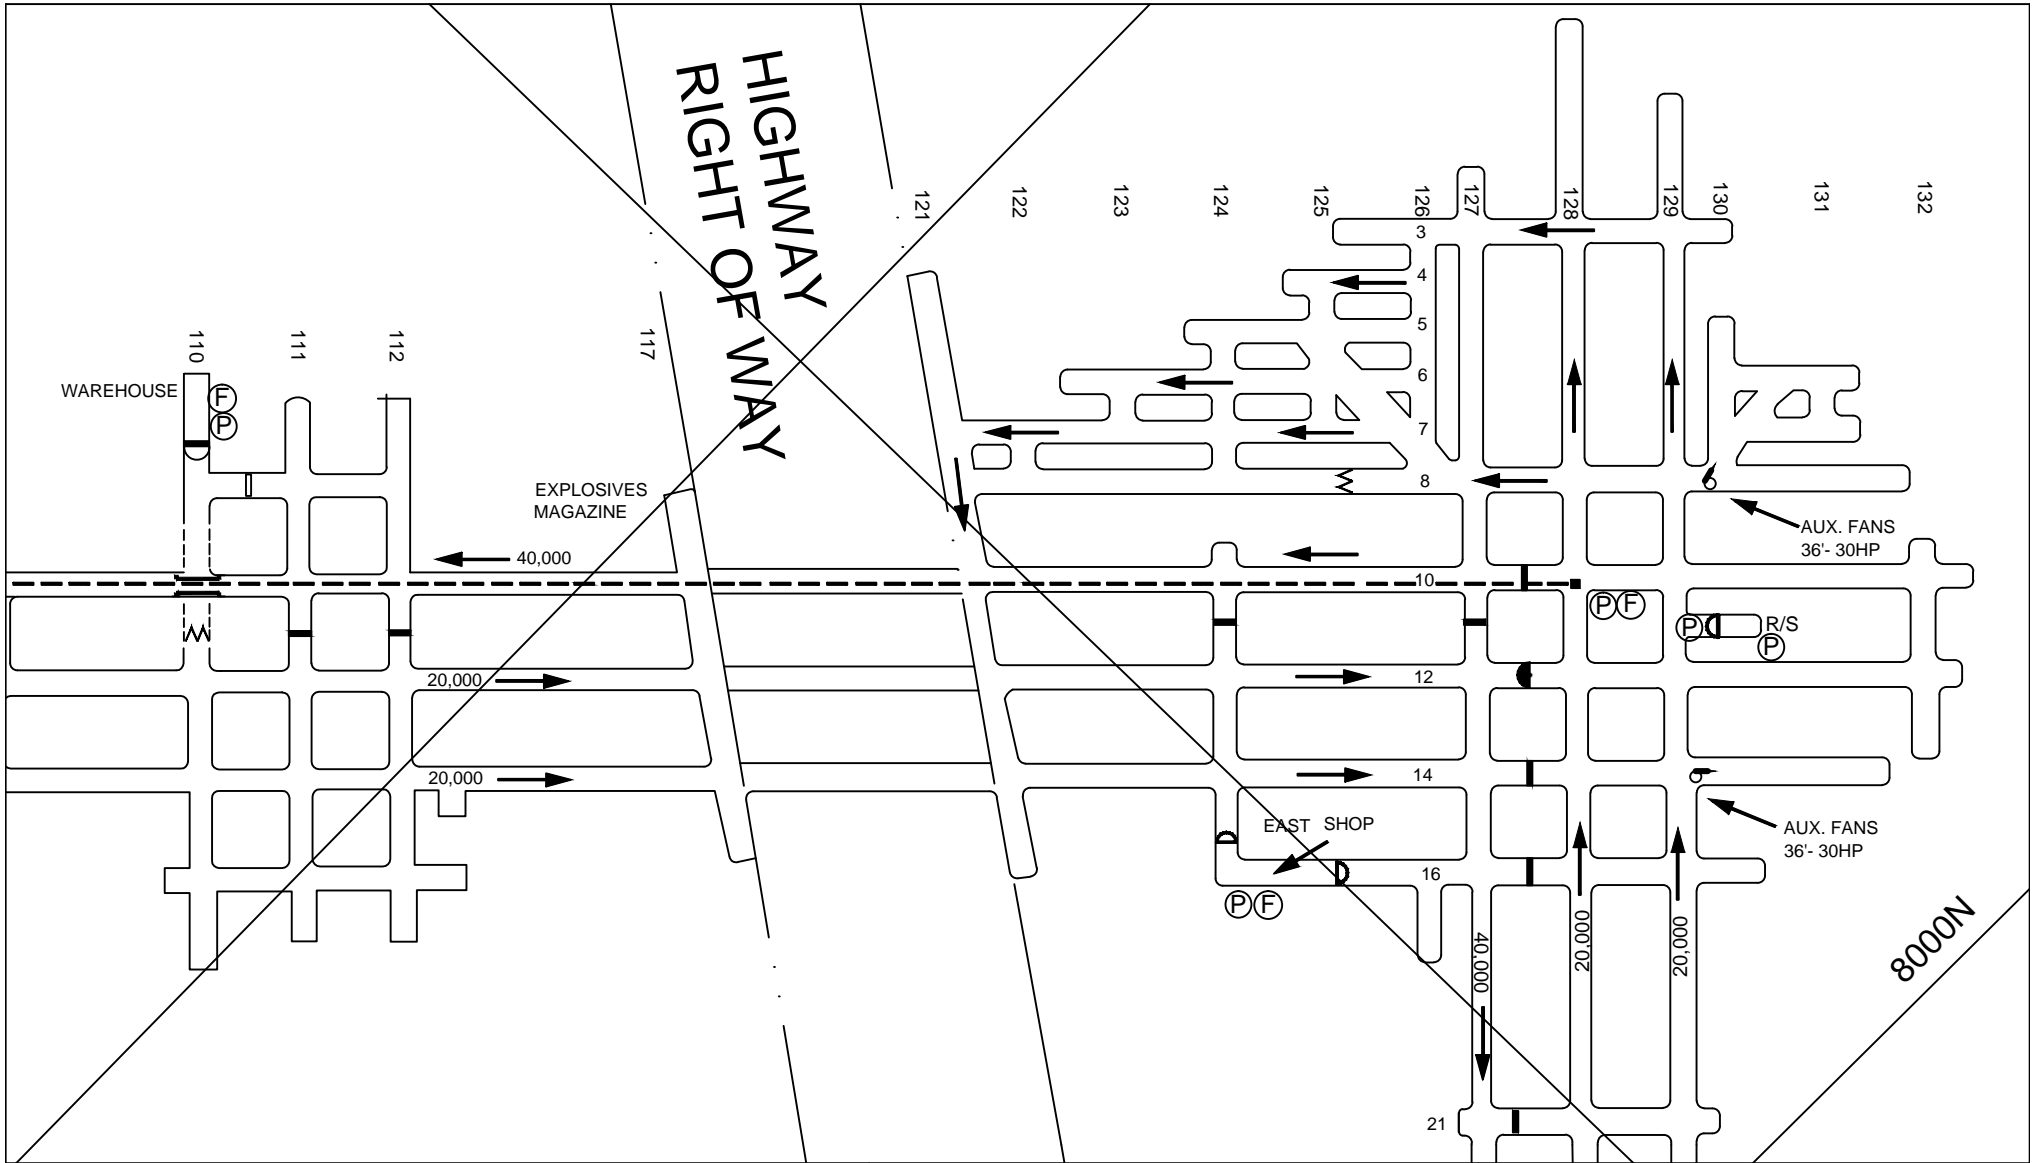 HIGHWAY
RIGHT OF WAY
121
122
123
124
125
126
127
128
129
130
131
132
3
4
5
6
7
8
110
111
112
117
WAREHOUSE
F
P
EXPLOSIVES
MAGAZINE
40,000
10
AUX. FANS
36'- 30HP
P
F
P
R/S
P
20,000
12
20,000
14
EAST SHOP
AUX. FANS
36'- 30HP
16
P
F
40,000
20,000
20,000
8000N
21